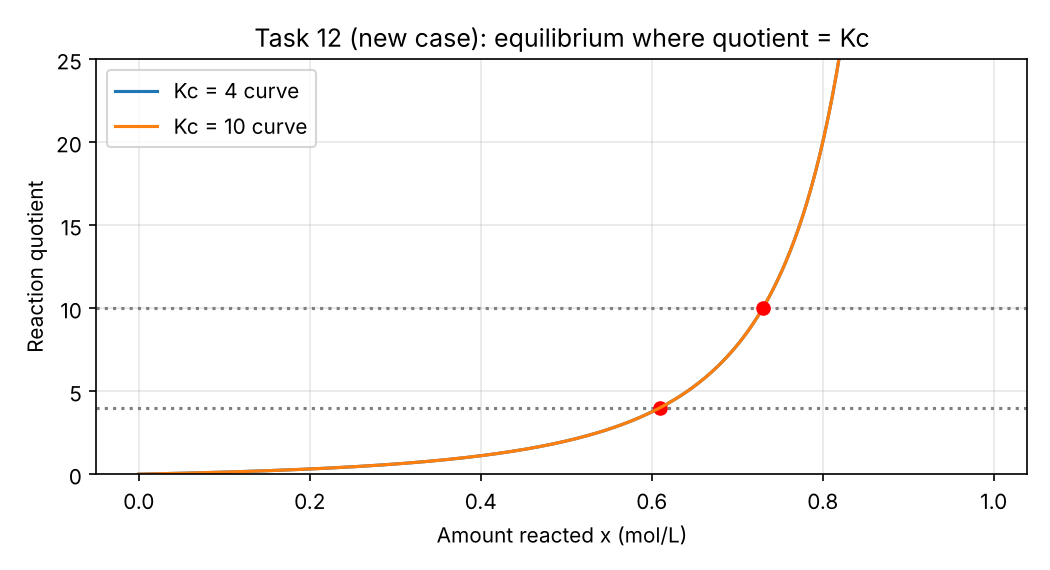 Task 12 (new case): equilibrium where quotient = Kc
Kc = 4 curve
Kc = 10 curve
Reaction quotient
25
20
15
10
5
0
0.0 0.2 0.4 0.6 0.8 1.0
Amount reacted x (mol/L)